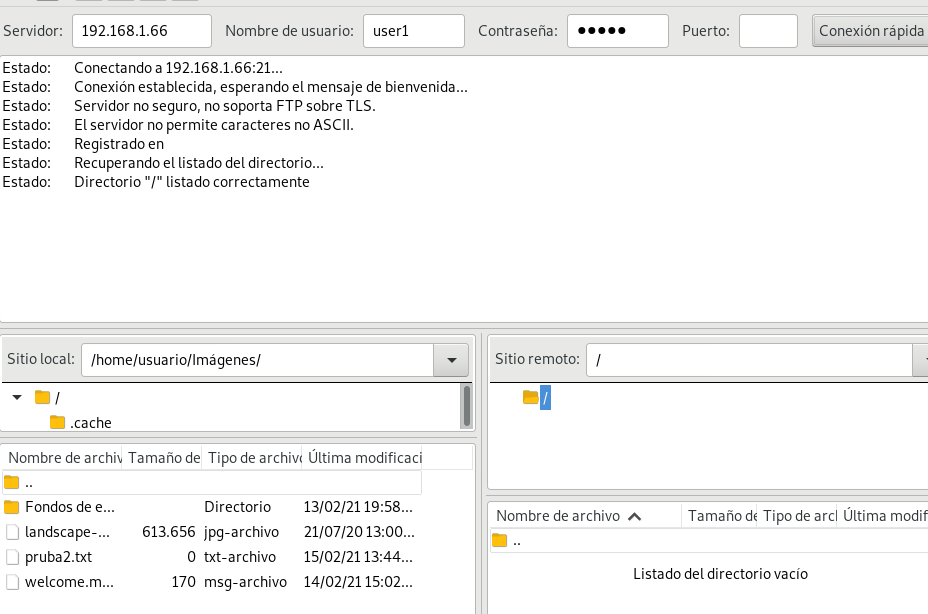 Servidor: 192.168.1.66 Nombre de usuario: user1 Contraseña: ●●●●● Puerto: Conexión rápida
Estado: Conectando a 192.168.1.66:21...
Estado: Conexión establecida, esperando el mensaje de bienvenida...
Estado: Servidor no seguro, no soporta FTP sobre TLS.
Estado: El servidor no permite caracteres no ASCII.
Estado: Registrado en
Estado: Recuperando el listado del directorio...
Estado: Directorio "/" listado correctamente
Sitio local: /home/usuario/Imágenes/
/
.cache
Nombre de archiv Tamaño de Tipo de archivo Última modificaci
..
Fondos de e... Directorio 13/02/21 19:58...
landscape-... 613.656 jpg-archivo 21/07/20 13:00...
pruba2.txt 0 txt-archivo 15/02/21 13:44...
welcome.m... 170 msg-archivo 14/02/21 15:02...
Sitio remoto: /
/
Nombre de archivo Tamaño de Tipo de arcl Última modif
..
Listado del directorio vacío